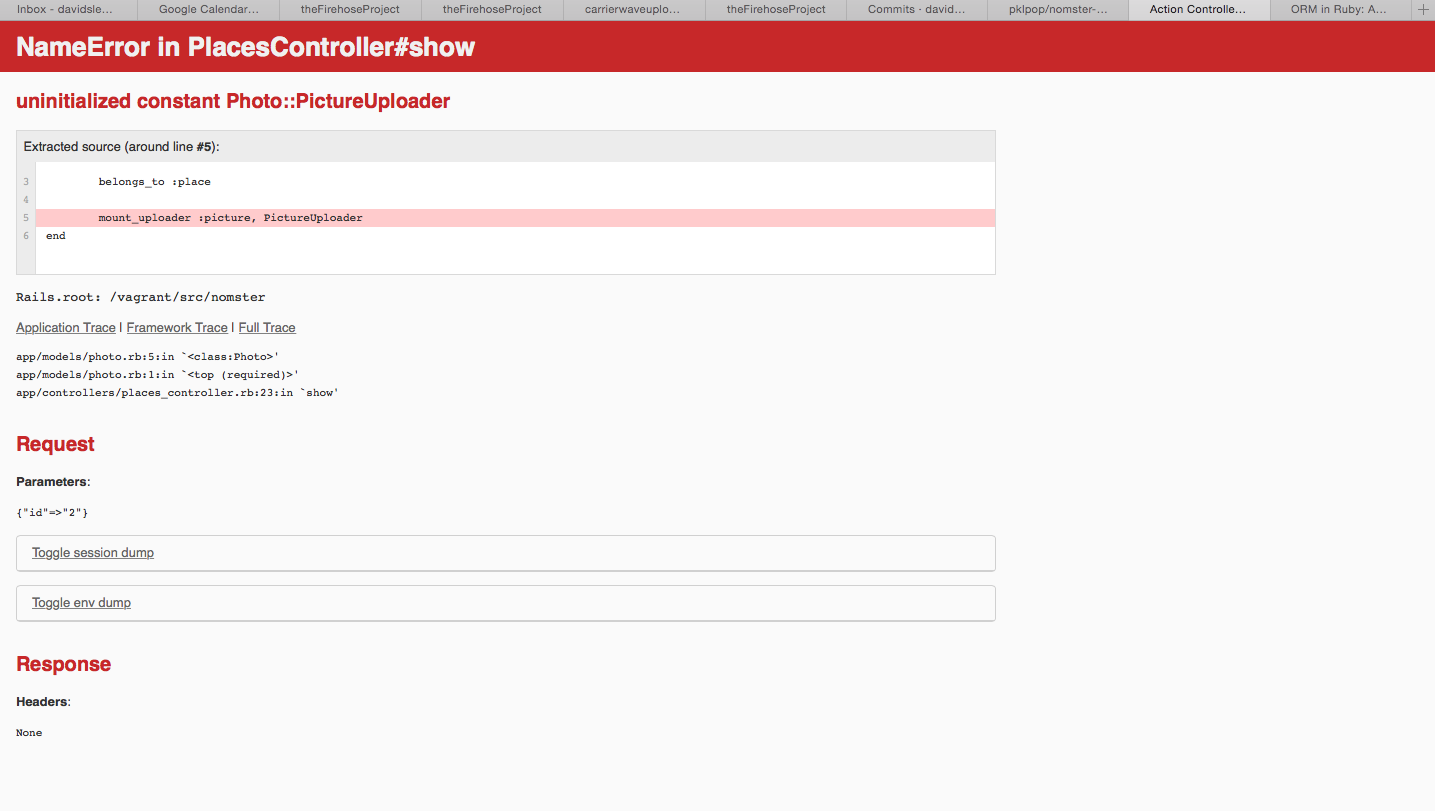 Inbox - davidsle... Google Calendar... theFirehoseProject theFirehoseProject carrierwaveuplo... theFirehoseProject Commits · david... pklpop/nomster-... Action Controlle... ORM in Ruby: A... +
NameError in PlacesController#show
uninitialized constant Photo::PictureUploader
Extracted source (around line #5):
3 belongs_to :place
4
5 mount_uploader :picture, PictureUploader
6 end
Rails.root: /vagrant/src/nomster
Application Trace | Framework Trace | Full Trace
app/models/photo.rb:5:in `<class:Photo>'
app/models/photo.rb:1:in `<top (required)>'
app/controllers/places_controller.rb:23:in `show'
Request
Parameters:
{"id"=>"2"}
Toggle session dump
Toggle env dump
Response
Headers:
None